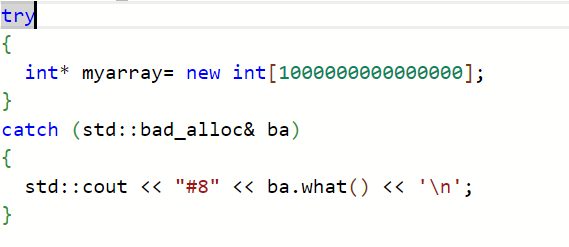 try
{
  int* myarray= new int[1000000000000000];
}
catch (std::bad_alloc& ba)
{
  std::cout << "#8" << ba.what() << '\n';
}